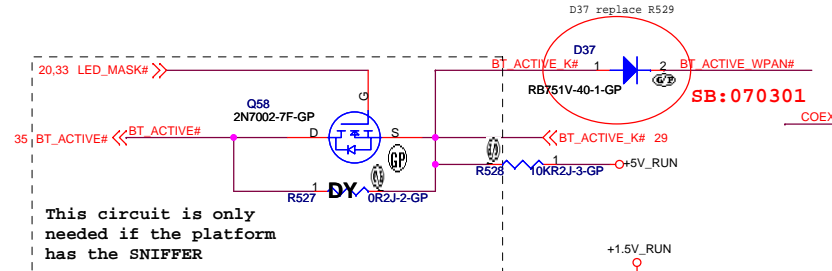 D37 replace R529
20,33 LED_MASK#
G
BT_ACTIVE_K# 1
D37
2 BT_ACTIVE_WPAN#
G/P
RB751V-40-1-GP
SB:070301
Q58
2N7002-7F-GP
COEX
35 BT_ACTIVE#
BT_ACTIVE#
D
S
BT_ACTIVE_K# 29
GP
R528
1
10KR2J-3-GP
+5V_RUN
R527
1
DY
0R2J-2-GP
This circuit is only
needed if the platform
has the SNIFFER
+1.5V_RUN